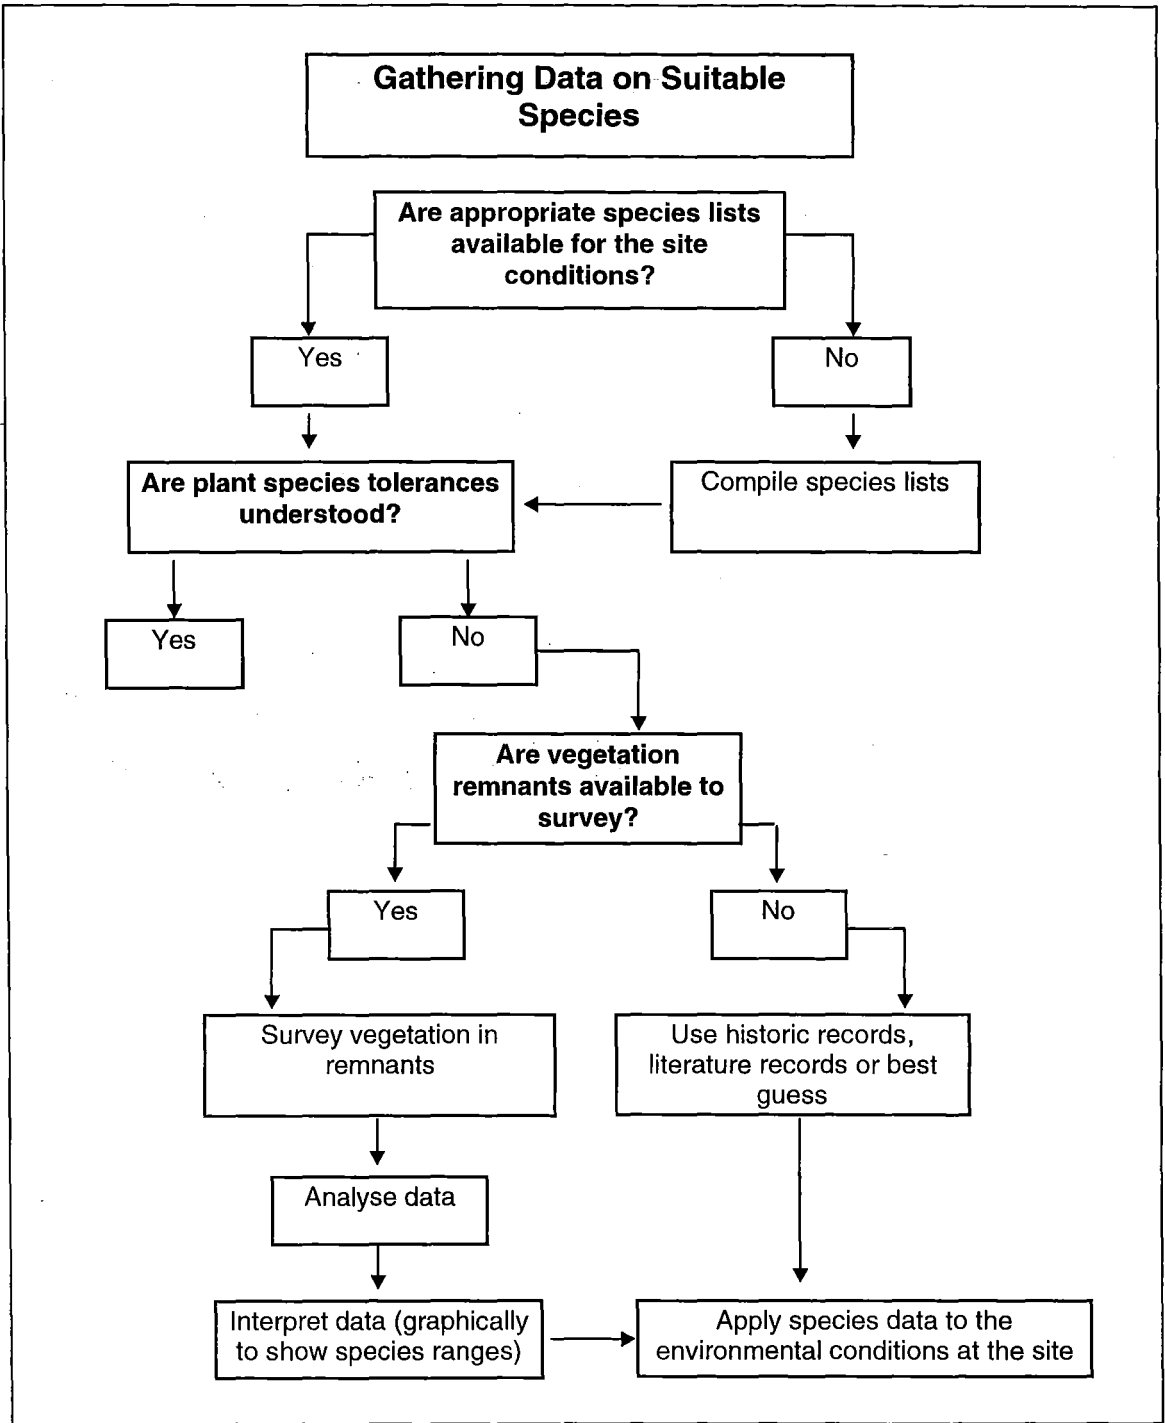 Gathering Data on Suitable
Species
Are appropriate species lists
available for the site
conditions?
Yes
No
Are plant species tolerances
understood?
Compile species lists
Yes
No
Are vegetation
remnants available to
survey?
Yes
No
Survey vegetation in
remnants
Use historic records,
literature records or best
guess
Analyse data
Interpret data (graphically
to show species ranges)
Apply species data to the
environmental conditions at the site